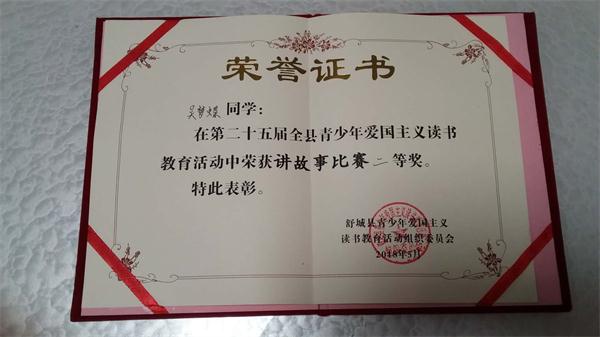 荣誉证书
吴梦媒同学：
在第二十五届全县青少年爱国主义读书
教育活动中荣获讲故事比赛二等奖。
特此表彰。
舒城县青少年爱国主义
读书教育活动组织委员会
2018年5月